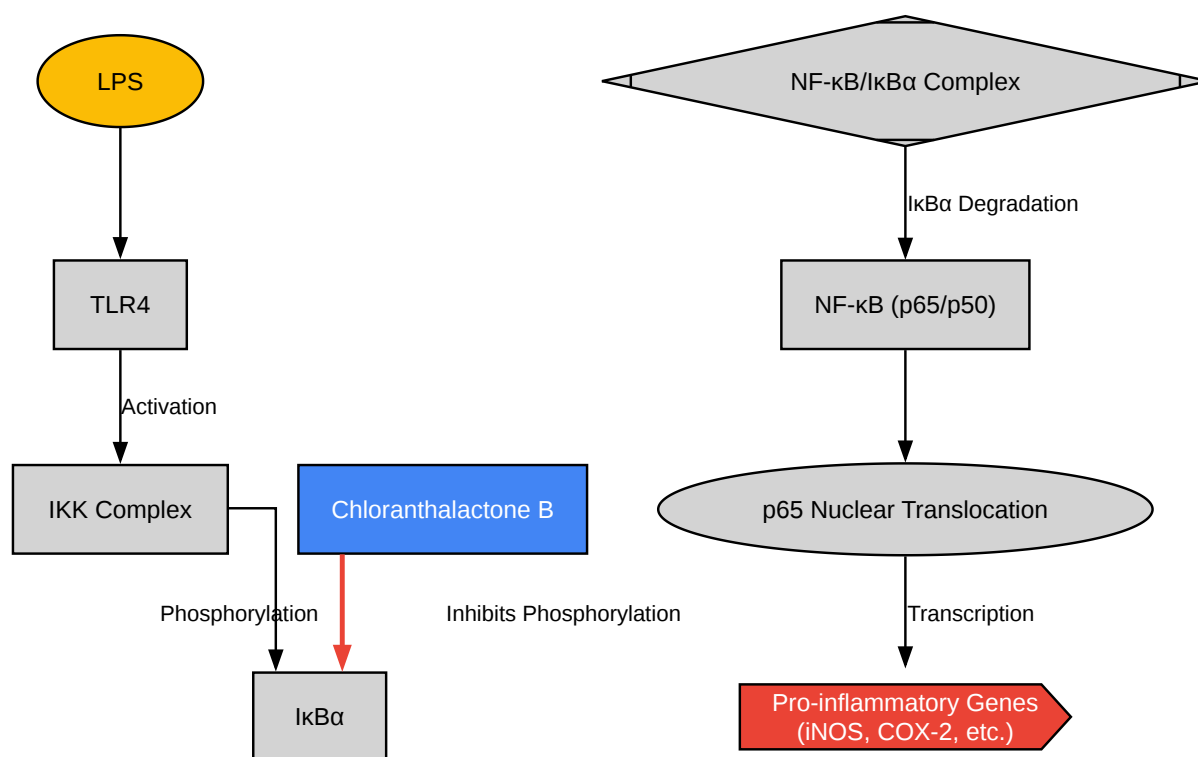 LPS
NF-κB/IκBα Complex
IκBα Degradation
TLR4
NF-κB (p65/p50)
Activation
IKK Complex
Chloranthalactone B
p65 Nuclear Translocation
Phosphorylation
Inhibits Phosphorylation
Transcription
IκBα
Pro-inflammatory Genes
(iNOS, COX-2, etc.)